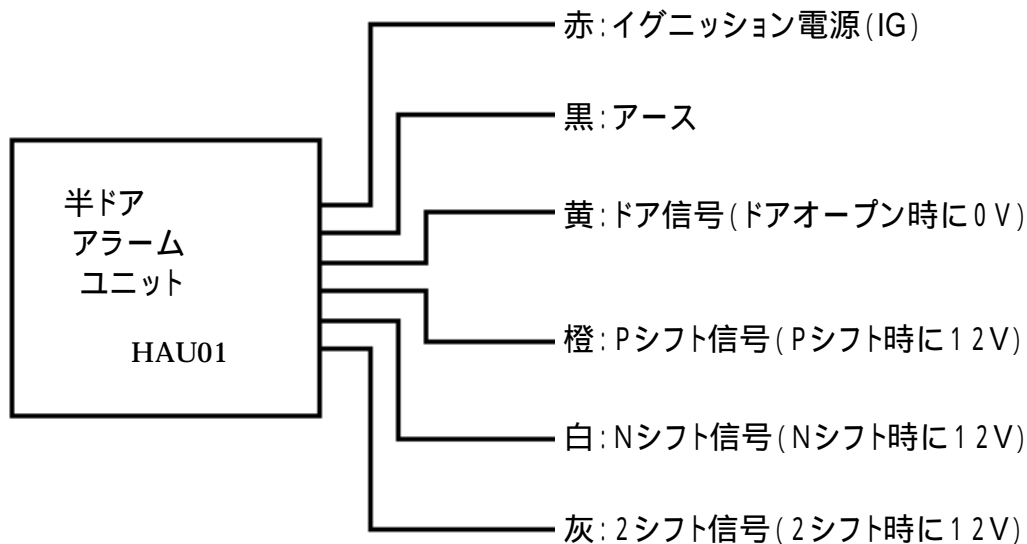 赤:イグニッション電源(IG)
黒:アース
半ドア
アラーム
ユニット
HAU01
黄:ドア信号(ドアオープン時に0V)
橙:Pシフト信号(Pシフト時に12V)
白:Nシフト信号(Nシフト時に12V)
灰:2シフト信号(2シフト時に12V)